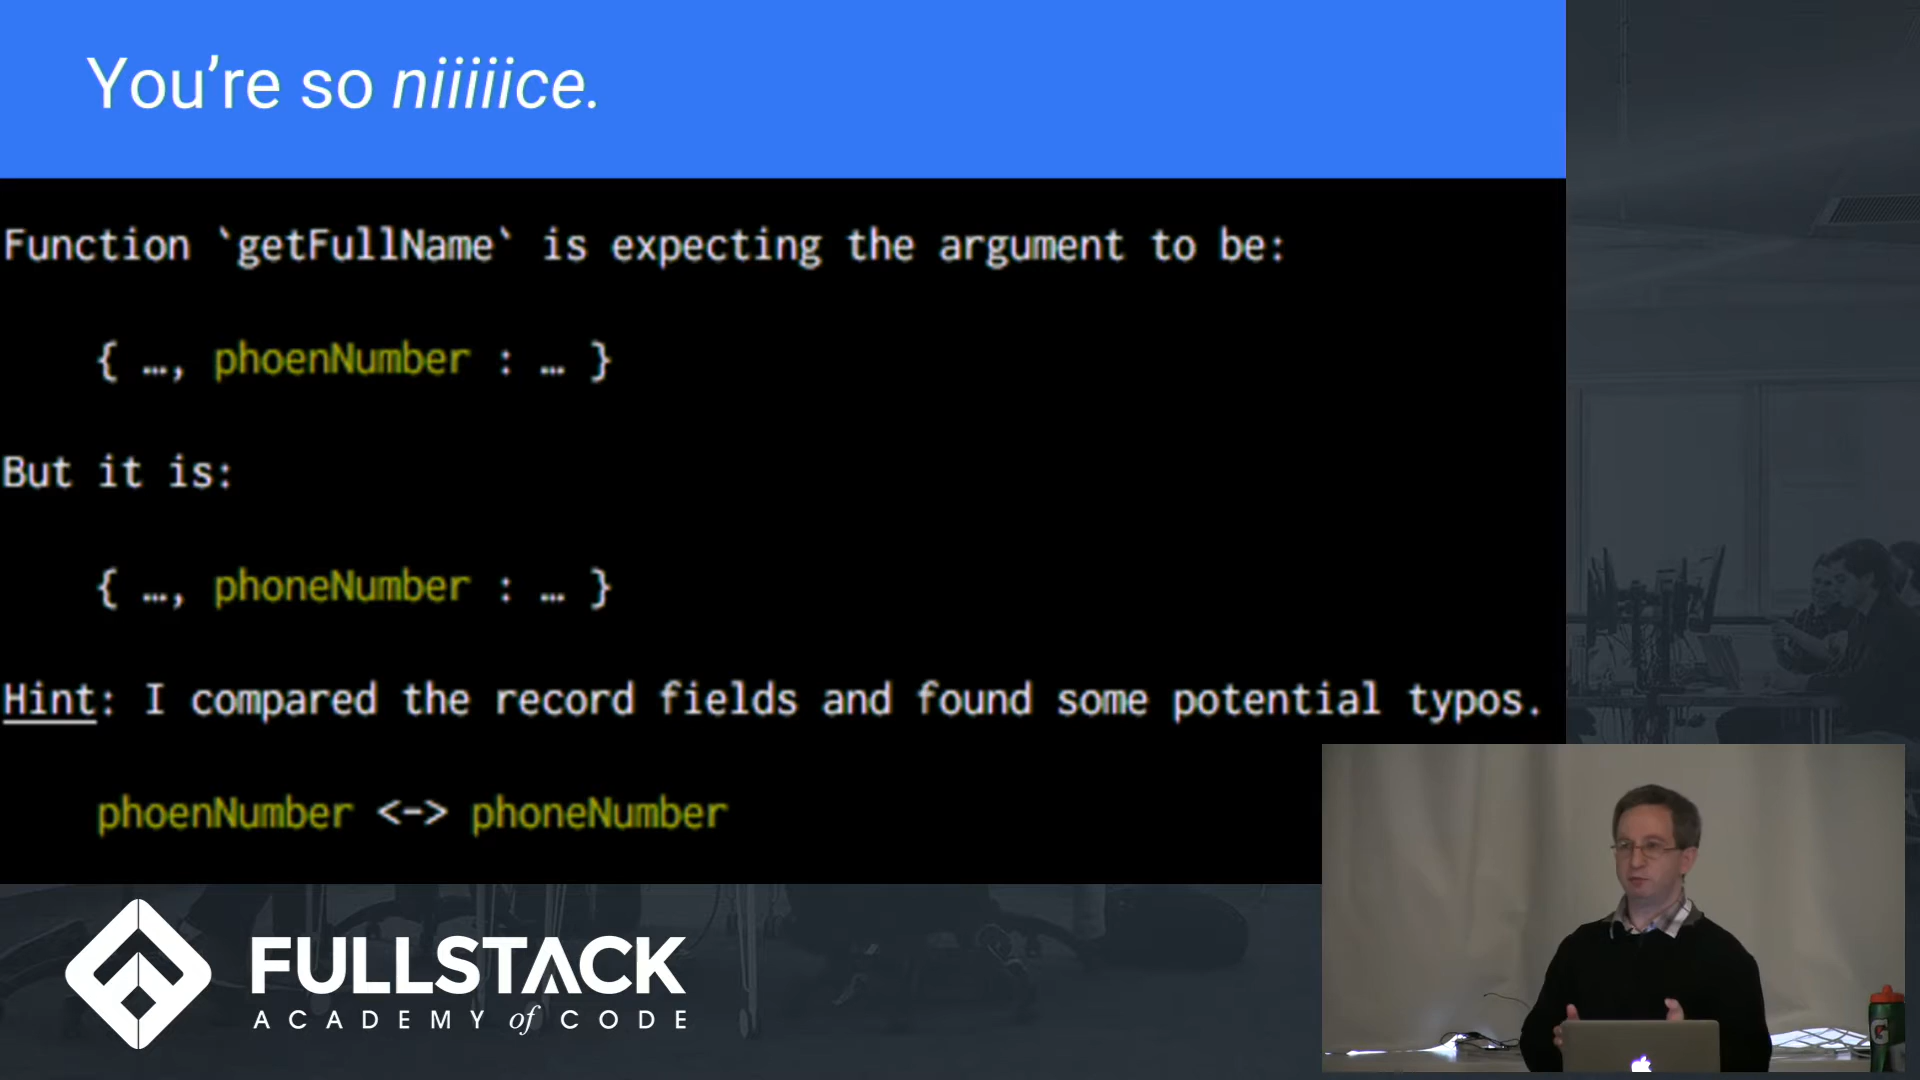 You’re so niiiiice.
Function `getFullName` is expecting the argument to be:
{ …, phoenNumber : … }
But it is:
{ …, phoneNumber : … }
Hint: I compared the record fields and found some potential typos.
phoenNumber <-> phoneNumber
FULLSTACK
ACADEMY of CODE
G